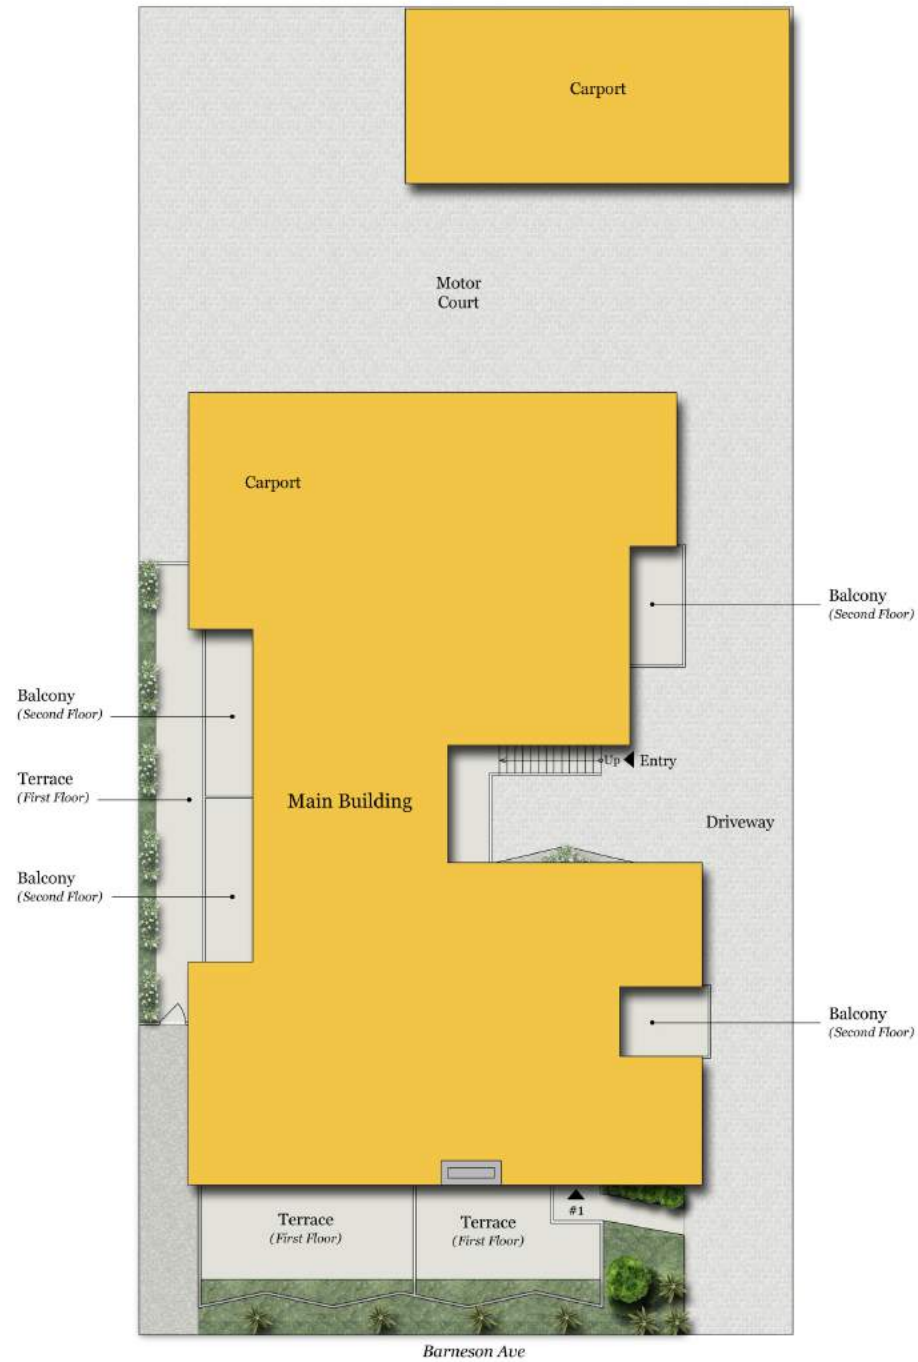 Carport
Motor
Court
Carport
Balcony
(Second Floor)
Balcony
(Second Floor)
Up
Entry
Terrace
(First Floor)
Main Building
Driveway
Balcony
(Second Floor)
Balcony
(Second Floor)
#1
Terrace
(First Floor)
Terrace
(First Floor)
Barneson Ave